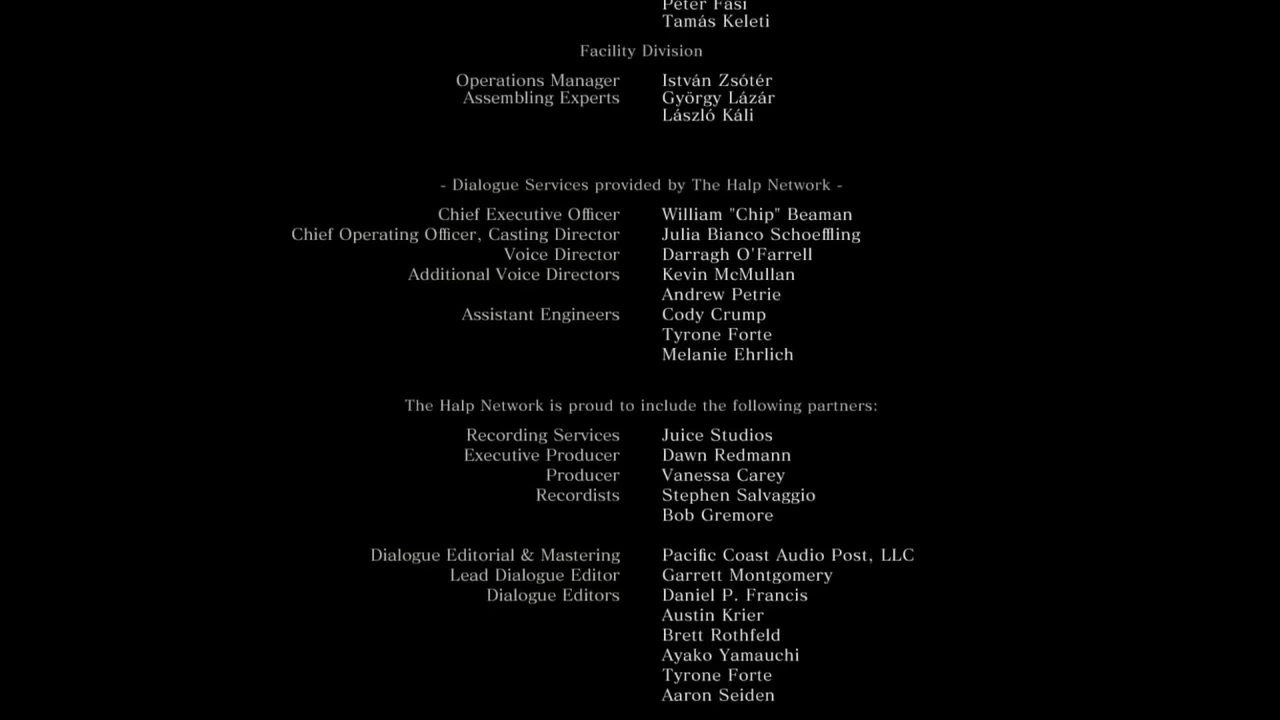 Péter Fási
Tamás Keleti
Facility Division
Operations Manager István Zsótér
Assembling Experts György Lázár
László Káli
- Dialogue Services provided by The Halp Network -
Chief Executive Officer William "Chip" Beaman
Chief Operating Officer, Casting Director Julia Bianco Schoeffling
Voice Director Darragh O'Farrell
Additional Voice Directors Kevin McMullan
Andrew Petrie
Assistant Engineers Cody Crump
Tyrone Forte
Melanie Ehrlich
The Halp Network is proud to include the following partners:
Recording Services Juice Studios
Executive Producer Dawn Redmann
Producer Vanessa Carey
Recordists Stephen Salvaggio
Bob Gremore
Dialogue Editorial & Mastering Pacific Coast Audio Post, LLC
Lead Dialogue Editor Garrett Montgomery
Dialogue Editors Daniel P. Francis
Austin Krier
Brett Rothfeld
Ayako Yamauchi
Tyrone Forte
Aaron Seiden